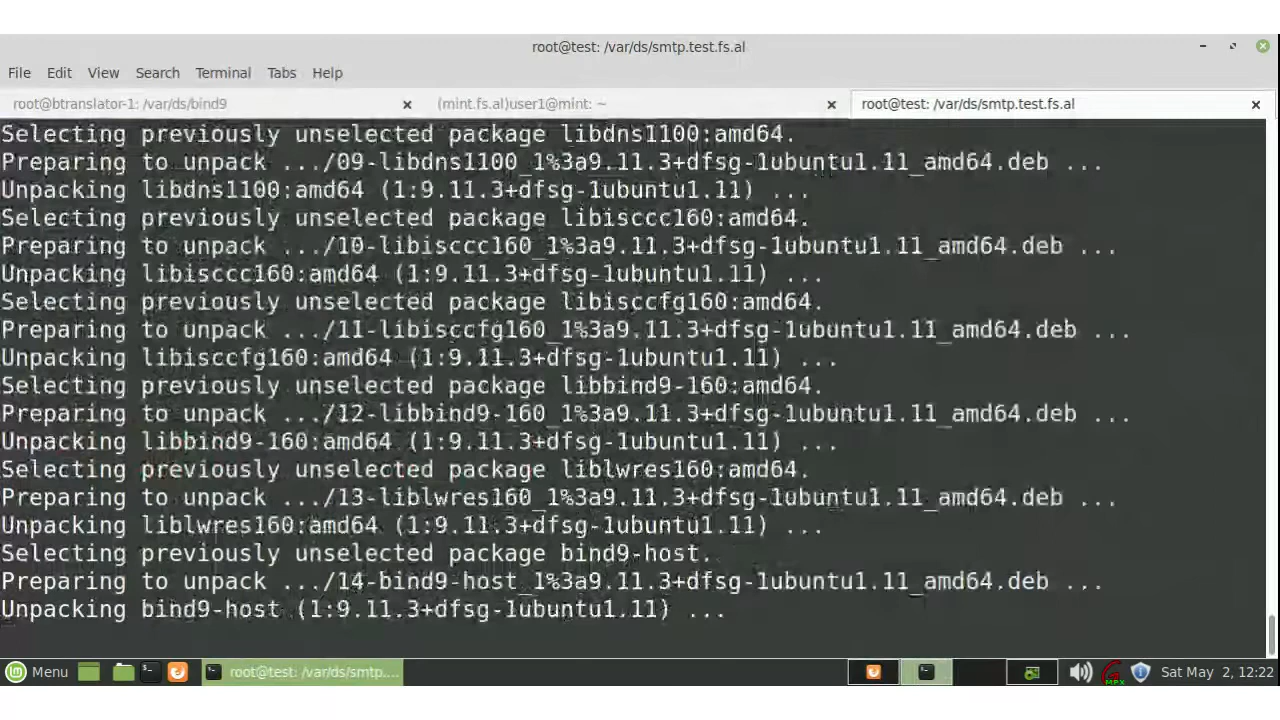 root@test: /var/ds/smtp.test.fs.al
File Edit View Search Terminal Tabs Help
root@btranslator-1: /var/ds/bind9 × (mint.fs.al)user1@mint: ~ × root@test: /var/ds/smtp.test.fs.al ×
Selecting previously unselected package libdns1100:amd64.
Preparing to unpack .../09-libdns1100_1%3a9.11.3+dfsg-1ubuntu1.11_amd64.deb ...
Unpacking libdns1100:amd64 (1:9.11.3+dfsg-1ubuntu1.11) ...
Selecting previously unselected package libisccc160:amd64.
Preparing to unpack .../10-libisccc160_1%3a9.11.3+dfsg-1ubuntu1.11_amd64.deb ...
Unpacking libisccc160:amd64 (1:9.11.3+dfsg-1ubuntu1.11) ...
Selecting previously unselected package libisccfg160:amd64.
Preparing to unpack .../11-libisccfg160_1%3a9.11.3+dfsg-1ubuntu1.11_amd64.deb ...
Unpacking libisccfg160:amd64 (1:9.11.3+dfsg-1ubuntu1.11) ...
Selecting previously unselected package libbind9-160:amd64.
Preparing to unpack .../12-libbind9-160_1%3a9.11.3+dfsg-1ubuntu1.11_amd64.deb ...
Unpacking libbind9-160:amd64 (1:9.11.3+dfsg-1ubuntu1.11) ...
Selecting previously unselected package liblwres160:amd64.
Preparing to unpack .../13-liblwres160_1%3a9.11.3+dfsg-1ubuntu1.11_amd64.deb ...
Unpacking liblwres160:amd64 (1:9.11.3+dfsg-1ubuntu1.11) ...
Selecting previously unselected package bind9-host.
Preparing to unpack .../14-bind9-host_1%3a9.11.3+dfsg-1ubuntu1.11_amd64.deb ...
Unpacking bind9-host (1:9.11.3+dfsg-1ubuntu1.11) ...
Menu root@test: /var/ds/smtp.... MPX Sat May 2, 12:22